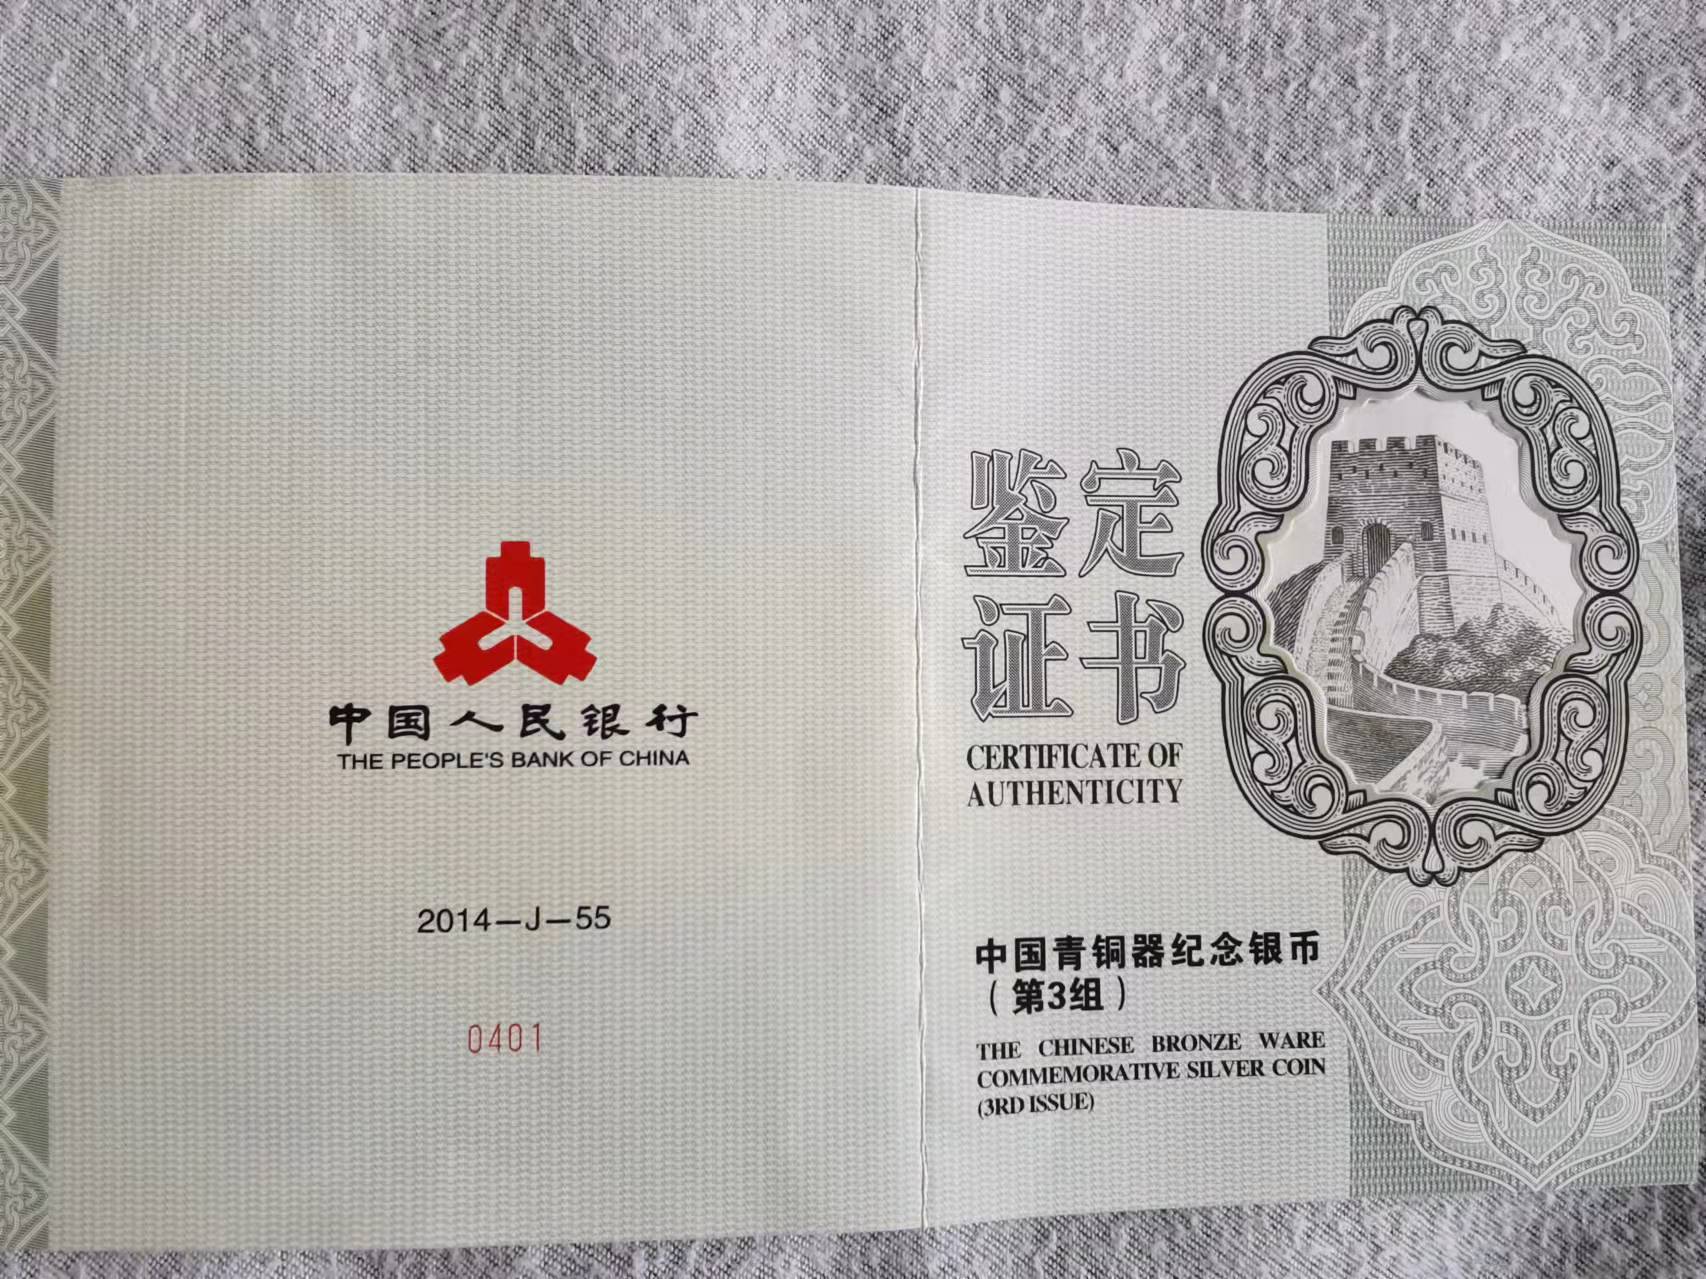 中国人民银行
THE PEOPLE'S BANK OF CHINA
2014-J-55
0401
鉴定
证书
CERTIFICATE OF
AUTHENTICITY
中国青铜器纪念银币
（第3组）
THE CHINESE BRONZE WARE
COMMEMORATIVE SILVER COIN
(3RD ISSUE)